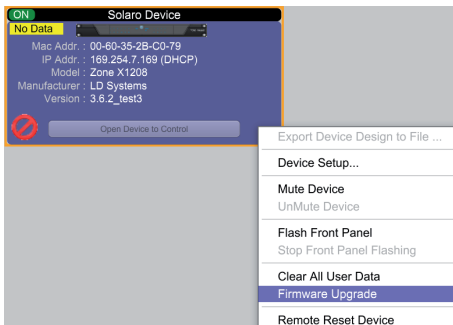 ON Solaro Device
No Data
Mac Addr. : 00-60-35-2B-C0-79
IP Addr. : 169.254.7.169 (DHCP)
Model : Zone X1208
Manufacturer : LD Systems
Version : 3.6.2_test3
Open Device to Control
Export Device Design to File ...
Device Setup...
Mute Device
UnMute Device
Flash Front Panel
Stop Front Panel Flashing
Clear All User Data
Firmware Upgrade
Remote Reset Device